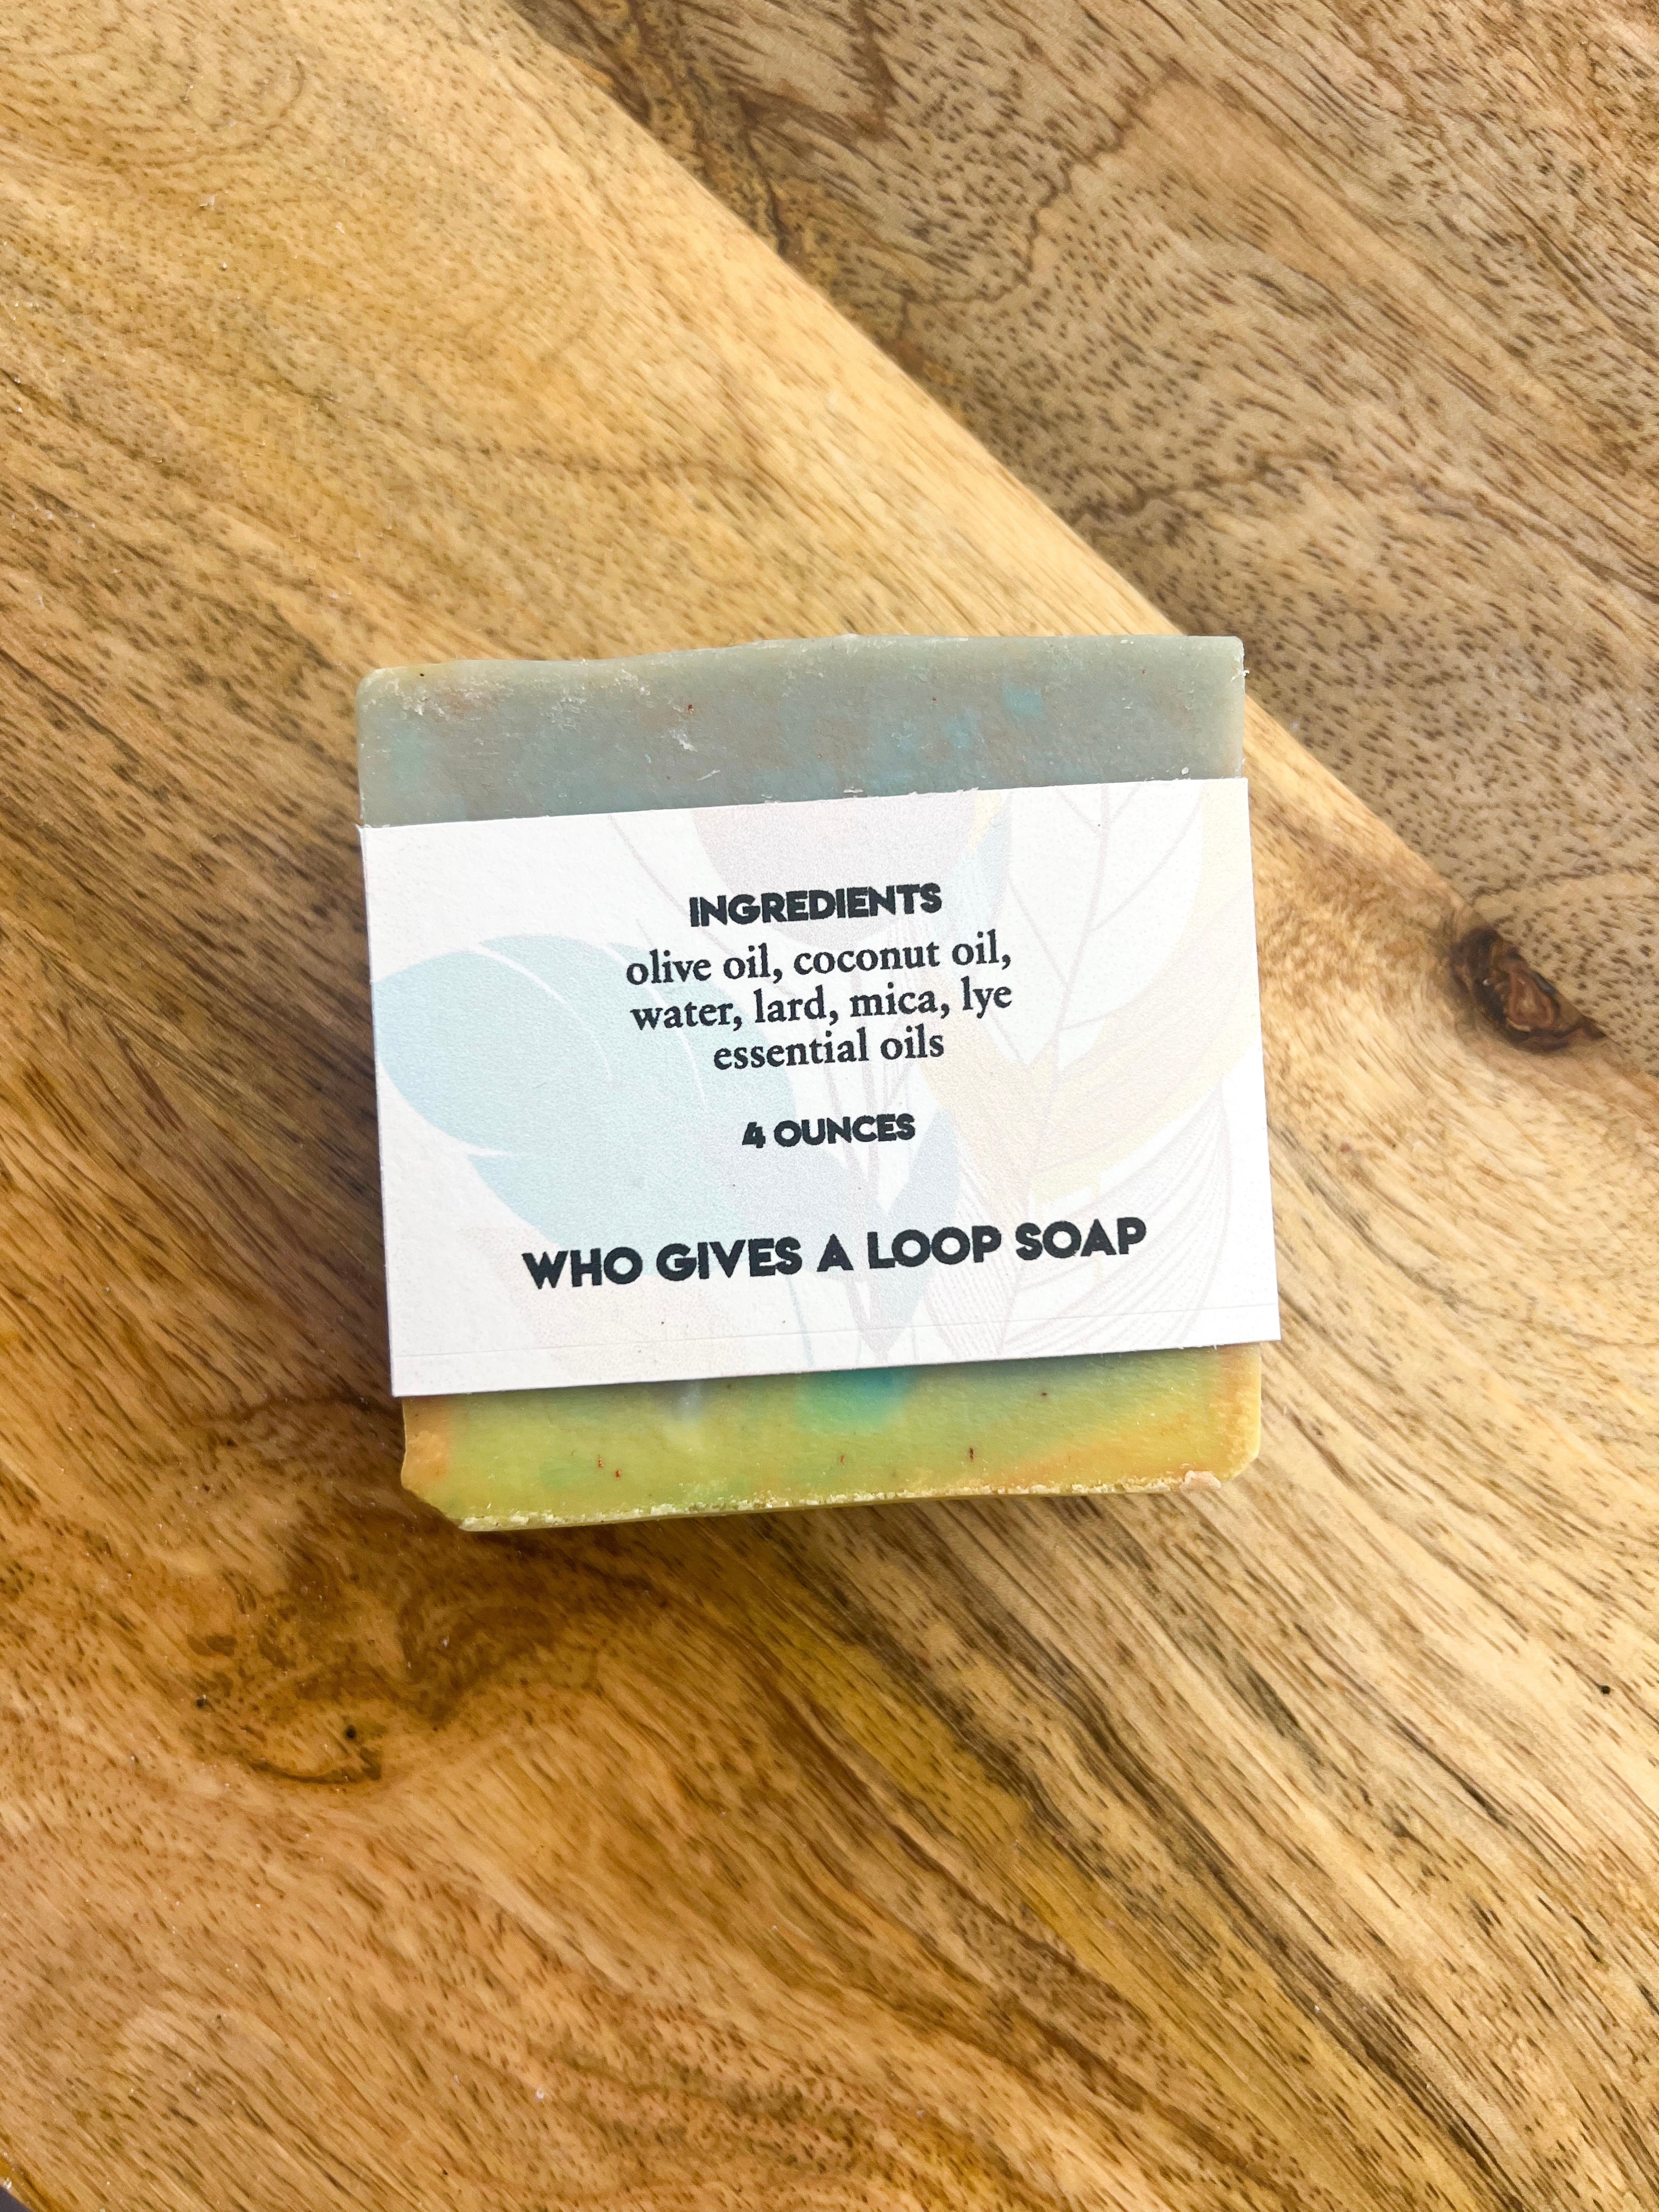 INGREDIENTS
olive oil, coconut oil,
water, lard, mica, lye
essential oils
4 OUNCES
WHO GIVES A LOOP SOAP